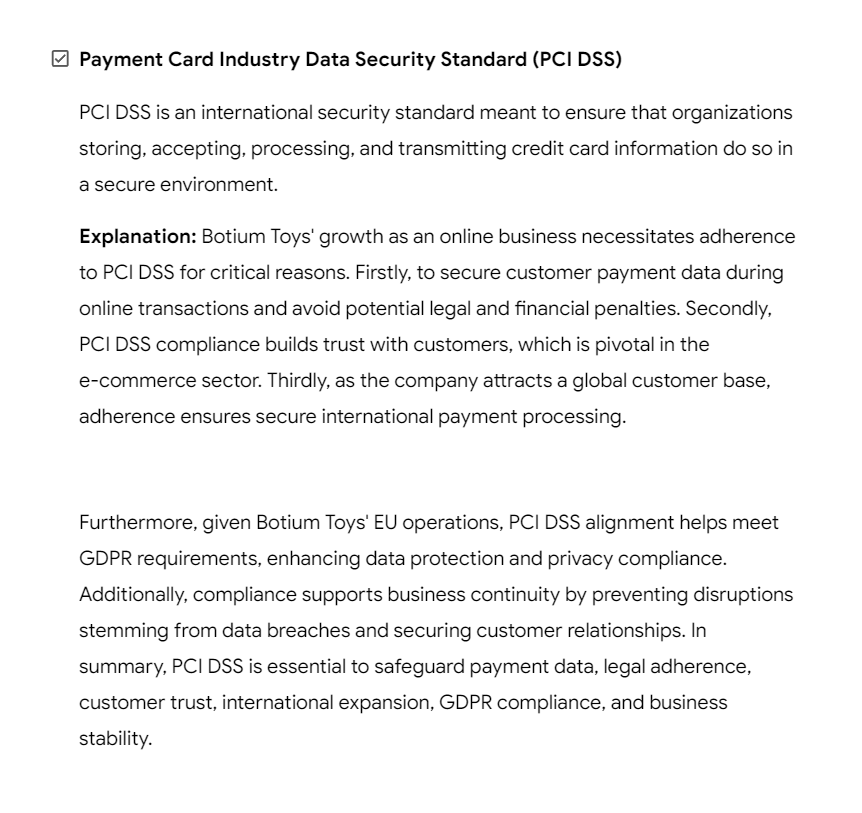 Payment Card Industry Data Security Standard (PCI DSS)
PCI DSS is an international security standard meant to ensure that organizations
storing, accepting, processing, and transmitting credit card information do so in
a secure environment.
Explanation: Botium Toys' growth as an online business necessitates adherence
to PCI DSS for critical reasons. Firstly, to secure customer payment data during
online transactions and avoid potential legal and financial penalties. Secondly,
PCI DSS compliance builds trust with customers, which is pivotal in the
e-commerce sector. Thirdly, as the company attracts a global customer base,
adherence ensures secure international payment processing.
Furthermore, given Botium Toys' EU operations, PCI DSS alignment helps meet
GDPR requirements, enhancing data protection and privacy compliance.
Additionally, compliance supports business continuity by preventing disruptions
stemming from data breaches and securing customer relationships. In
summary, PCI DSS is essential to safeguard payment data, legal adherence,
customer trust, international expansion, GDPR compliance, and business
stability.